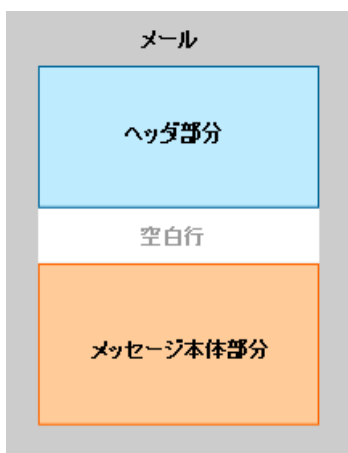 メール
ヘッダ部分
空白行
メッセージ本体部分